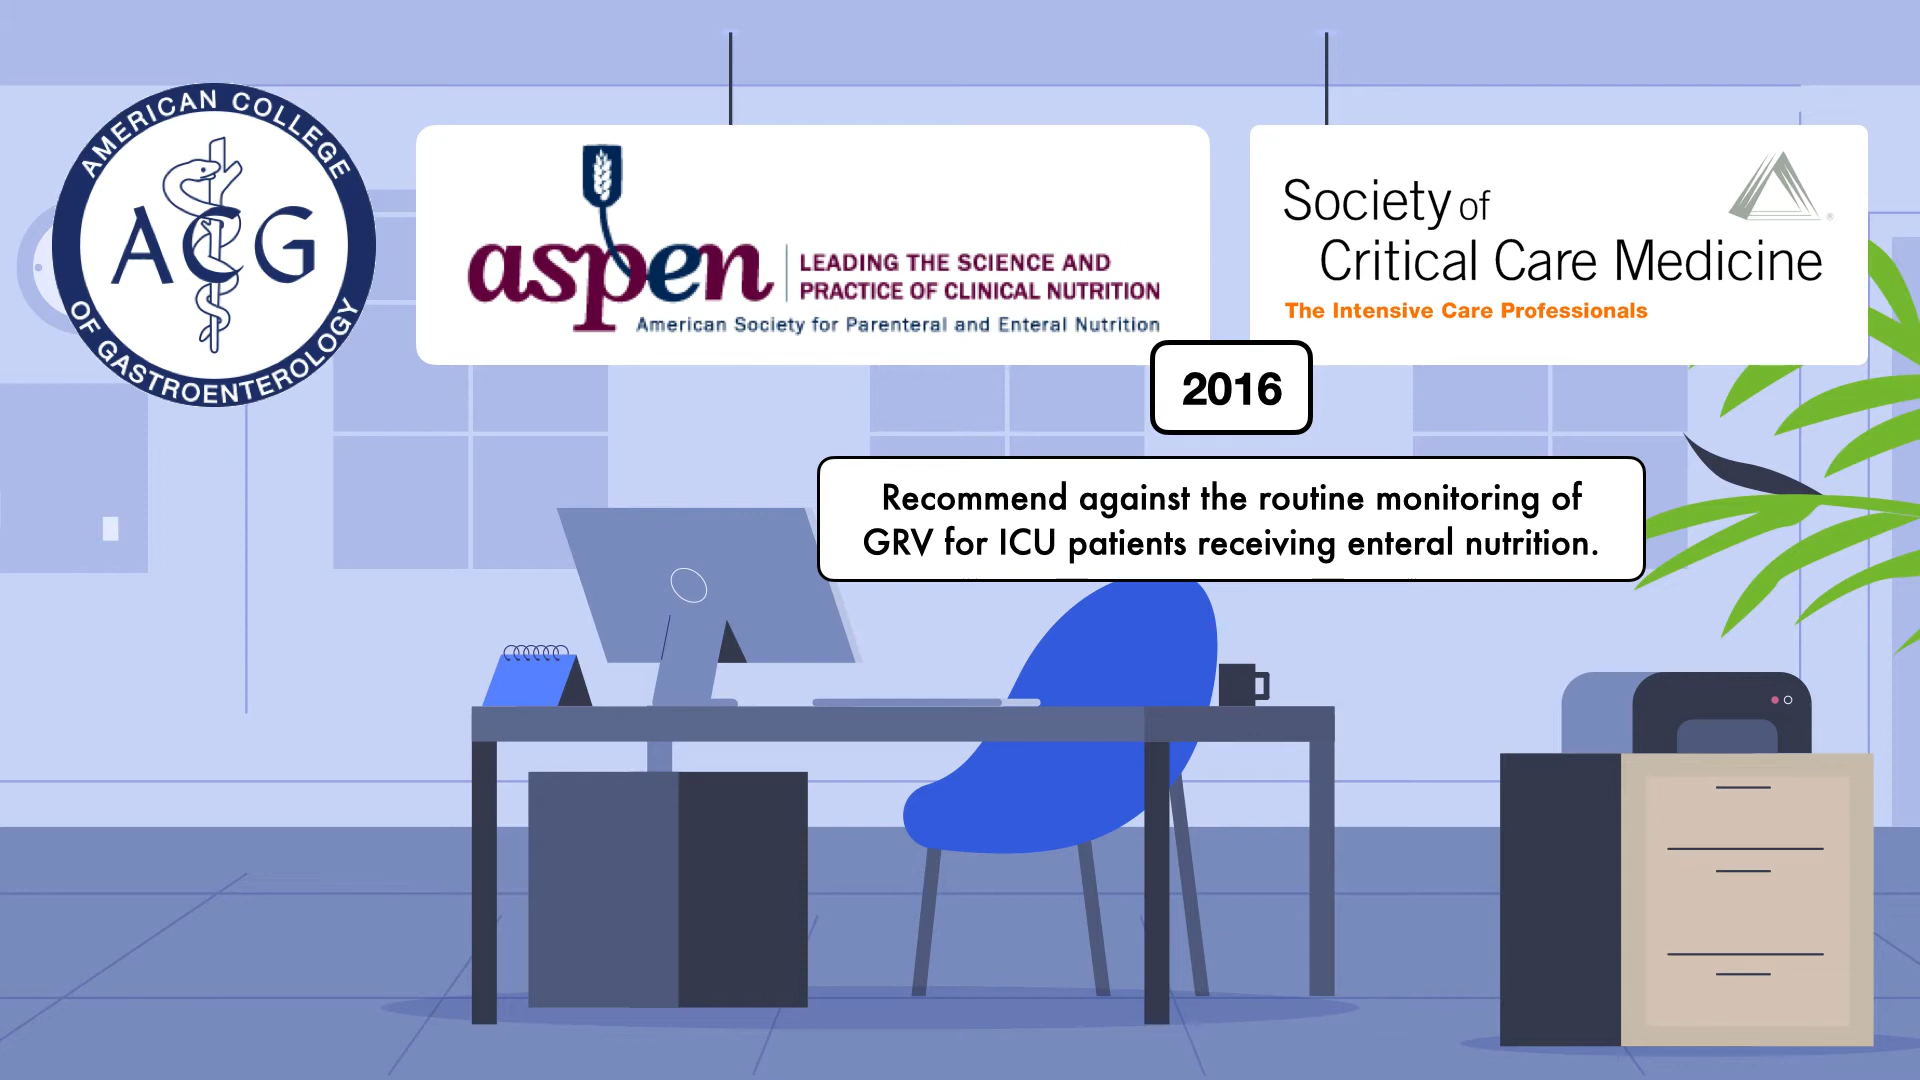 AMERICAN COLLEGE
ACG
OF GASTROENTEROLOGY
aspen
LEADING THE SCIENCE AND
PRACTICE OF CLINICAL NUTRITION
American Society for Parenteral and Enteral Nutrition
Society of
Critical Care Medicine
®
The Intensive Care Professionals
2016
Recommend against the routine monitoring of
GRV for ICU patients receiving enteral nutrition.